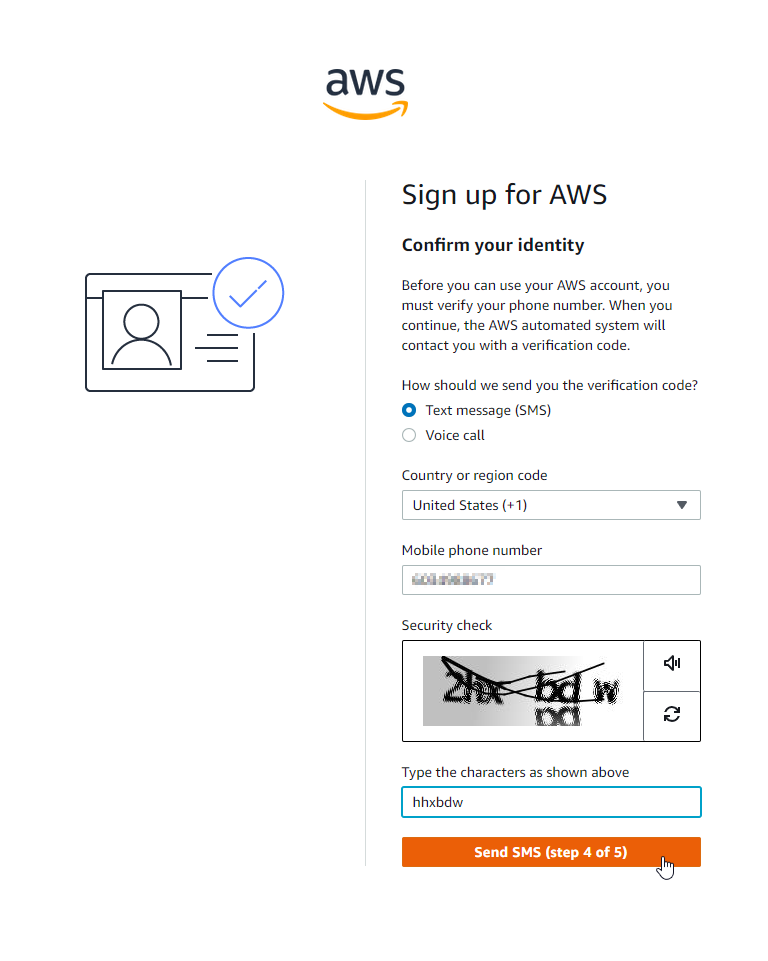 aws
Sign up for AWS
Confirm your identity
Before you can use your AWS account, you
must verify your phone number. When you
continue, the AWS automated system will
contact you with a verification code.
How should we send you the verification code?
Text message (SMS)
Voice call
Country or region code
United States (+1)
Mobile phone number
Security check
Type the characters as shown above
hhxbdw
Send SMS (step 4 of 5)